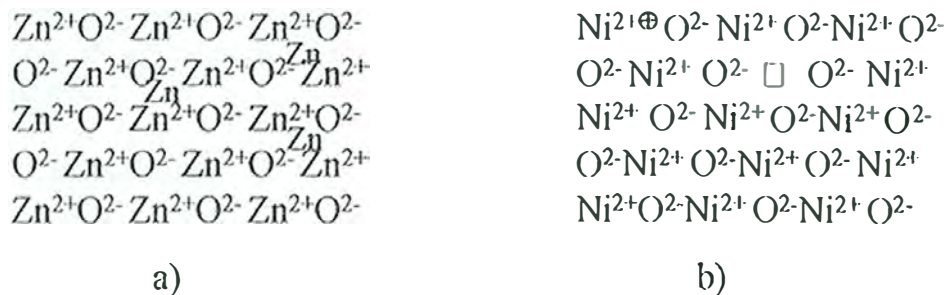 Zn²⁺O²⁻ Zn²⁺O²⁻ Zn²⁺O²⁻
Zn
O²⁻ Zn²⁺O²⁻ Zn²⁺O²⁻ Zn²⁺
Zn
Zn²⁺O²⁻ Zn²⁺O²⁻ Zn²⁺O²⁻
Zn
O²⁻ Zn²⁺O²⁻ Zn²⁺O²⁻ Zn²⁺
Zn²⁺O²⁻ Zn²⁺O²⁻ Zn²⁺O²⁻
a)
Ni²⁺⊕ O²⁻ Ni²⁺ O²⁻ Ni²⁺ O²⁻
O²⁻ Ni²⁺ O²⁻ □ O²⁻ Ni²⁺
Ni²⁺ O²⁻ Ni²⁺ O²⁻ Ni²⁺ O²⁻
O²⁻ Ni²⁺ O²⁻ Ni²⁺ O²⁻ Ni²⁺
Ni²⁺ O²⁻ Ni²⁺ O²⁻ Ni²⁺ O²⁻
b)